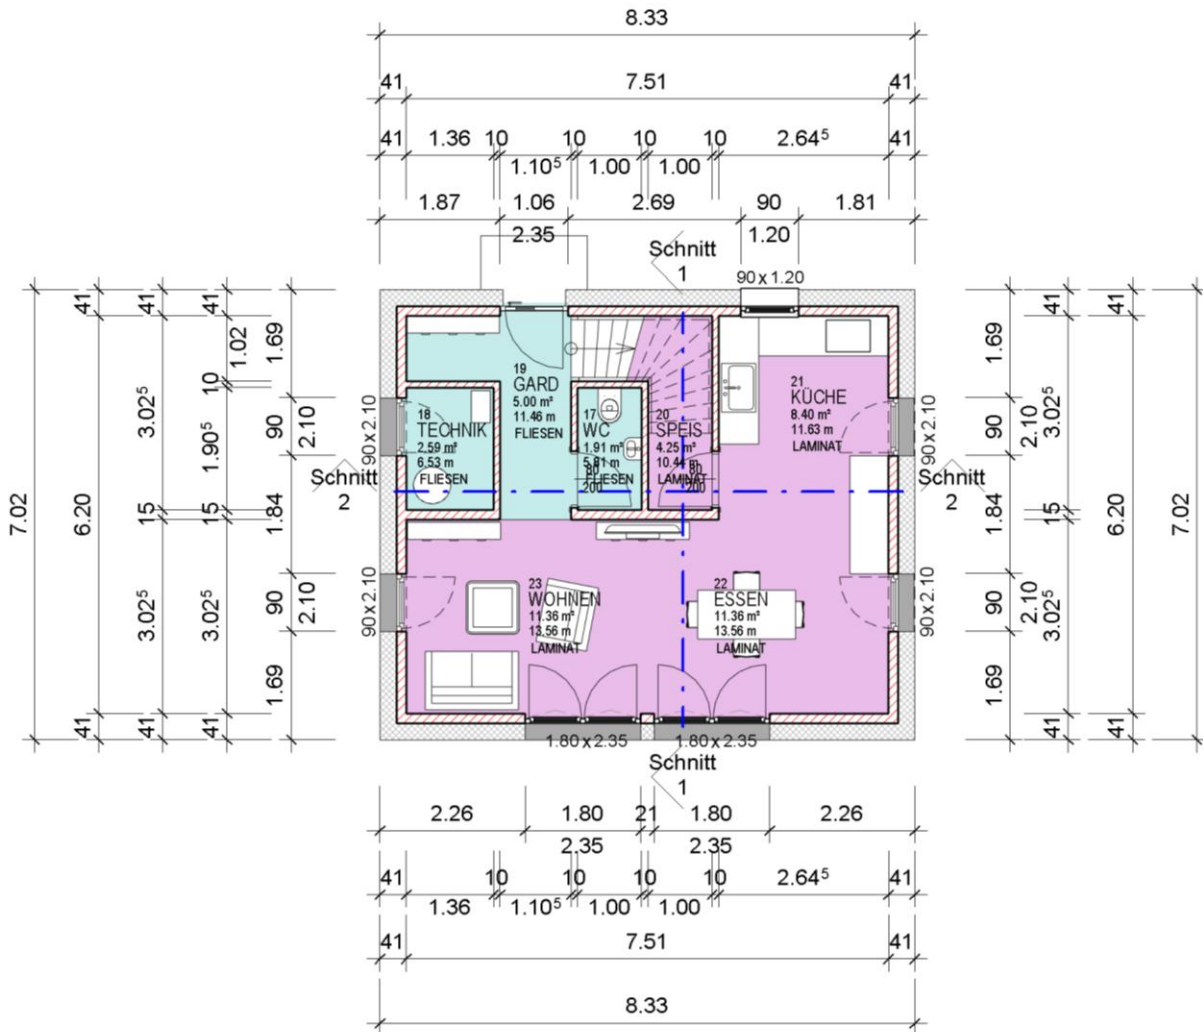 8.33
41 7.51 41
41 1.36 10 10 10 10 2.64⁵ 41
1.10⁵ 1.00 1.00
1.87 1.06 2.69 90 1.81
2.35 1.20
Schnitt
1
90 x 1.20
41 41 41
1.02
1.69
10
3.02⁵
1.90⁵
90
2.10
90 x 2.10
7.02
6.20
15 15
1.84
3.02⁵ 3.02⁵
90
2.10
90 x 2.10
1.69
41 41 41
Schnitt
2
19
GARD
5.00 m²
11.46 m
FLIESEN
18
TECHNIK
2.59 m²
6.53 m
FLIESEN
17
WC
1.91 m²
5.81 m
FLIESEN
80
200
20
SPEIS
4.25 m²
10.44 m
LAMINAT
80
200
21
KÜCHE
8.40 m²
11.63 m
LAMINAT
23
WOHNEN
11.36 m²
13.56 m
LAMINAT
22
ESSEN
11.36 m²
13.56 m
LAMINAT
41 41
1.69
90 x 2.10
90
2.10
3.02⁵
Schnitt
2
1.84
15
6.20
7.02
90 x 2.10
90
2.10
3.02⁵
1.69
41 41
1.80 x 2.35 1.80 x 2.35
Schnitt
1
2.26 1.80 21 1.80 2.26
2.35 2.35
41 10 10 10 10 2.64⁵ 41
1.36 1.10⁵ 1.00 1.00
41 7.51 41
8.33